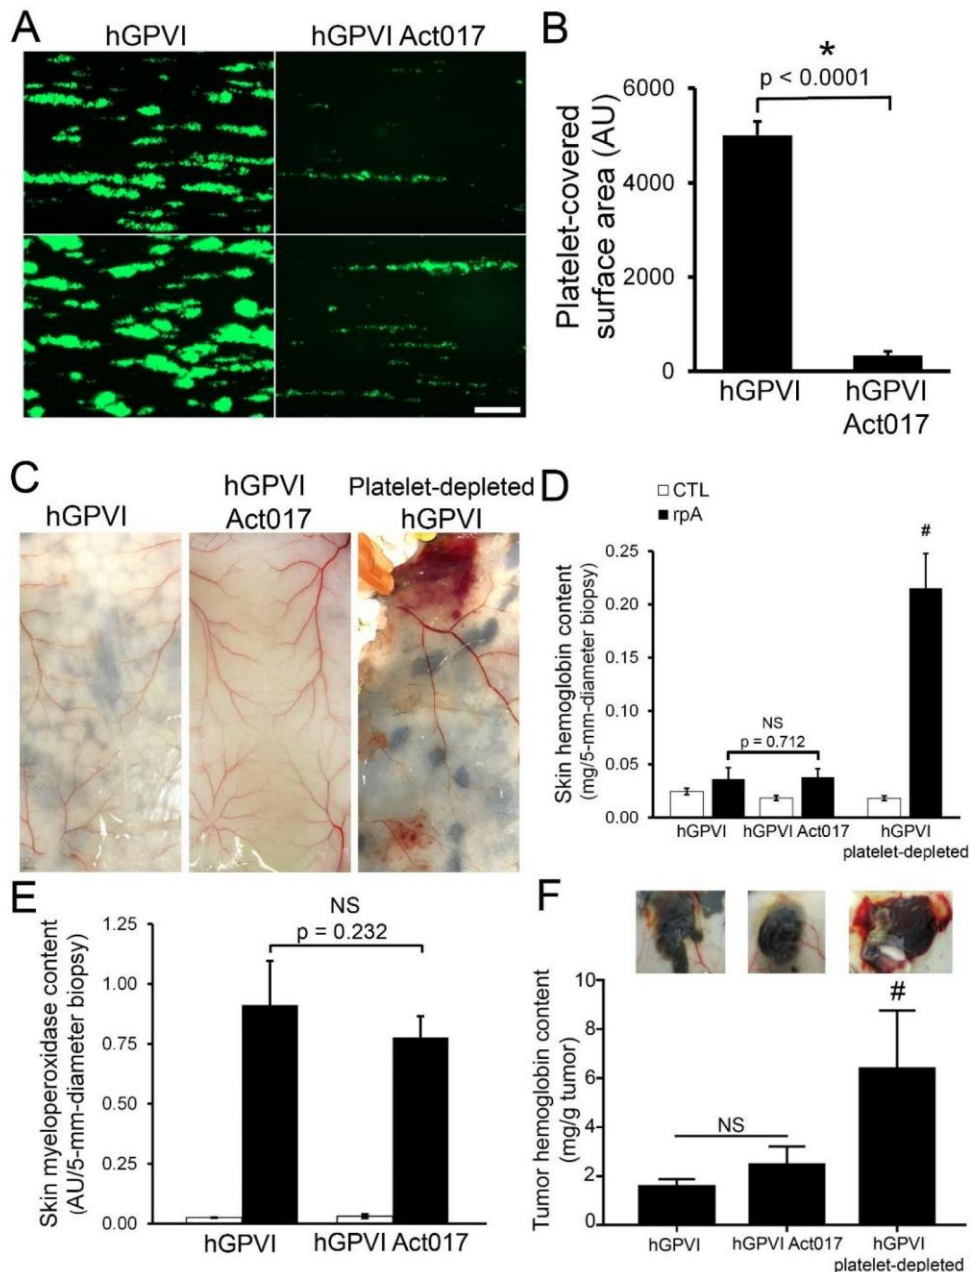 A
hGPVI
hGPVI Act017
B
*
p < 0.0001
6000
4000
2000
0
Platelet-covered
surface area (AU)
hGPVI
hGPVI
Act017
C
hGPVI
hGPVI
Act017
Platelet-depleted
hGPVI
D
CTL
rpA
#
0.25
0.20
0.15
0.10
0.05
0.00
NS
p = 0.712
Skin hemoglobin content
(mg/5-mm-diameter biopsy)
hGPVI
hGPVI Act017
hGPVI
platelet-depleted
E
NS
p = 0.232
1.25
1.00
0.75
0.50
0.25
0.00
Skin myeloperoxidase content
(AU/5-mm-diameter biopsy)
hGPVI
hGPVI Act017
F
#
10
8
6
4
2
0
NS
Tumor hemoglobin content
(mg/g tumor)
hGPVI
hGPVI Act017
hGPVI
platelet-depleted